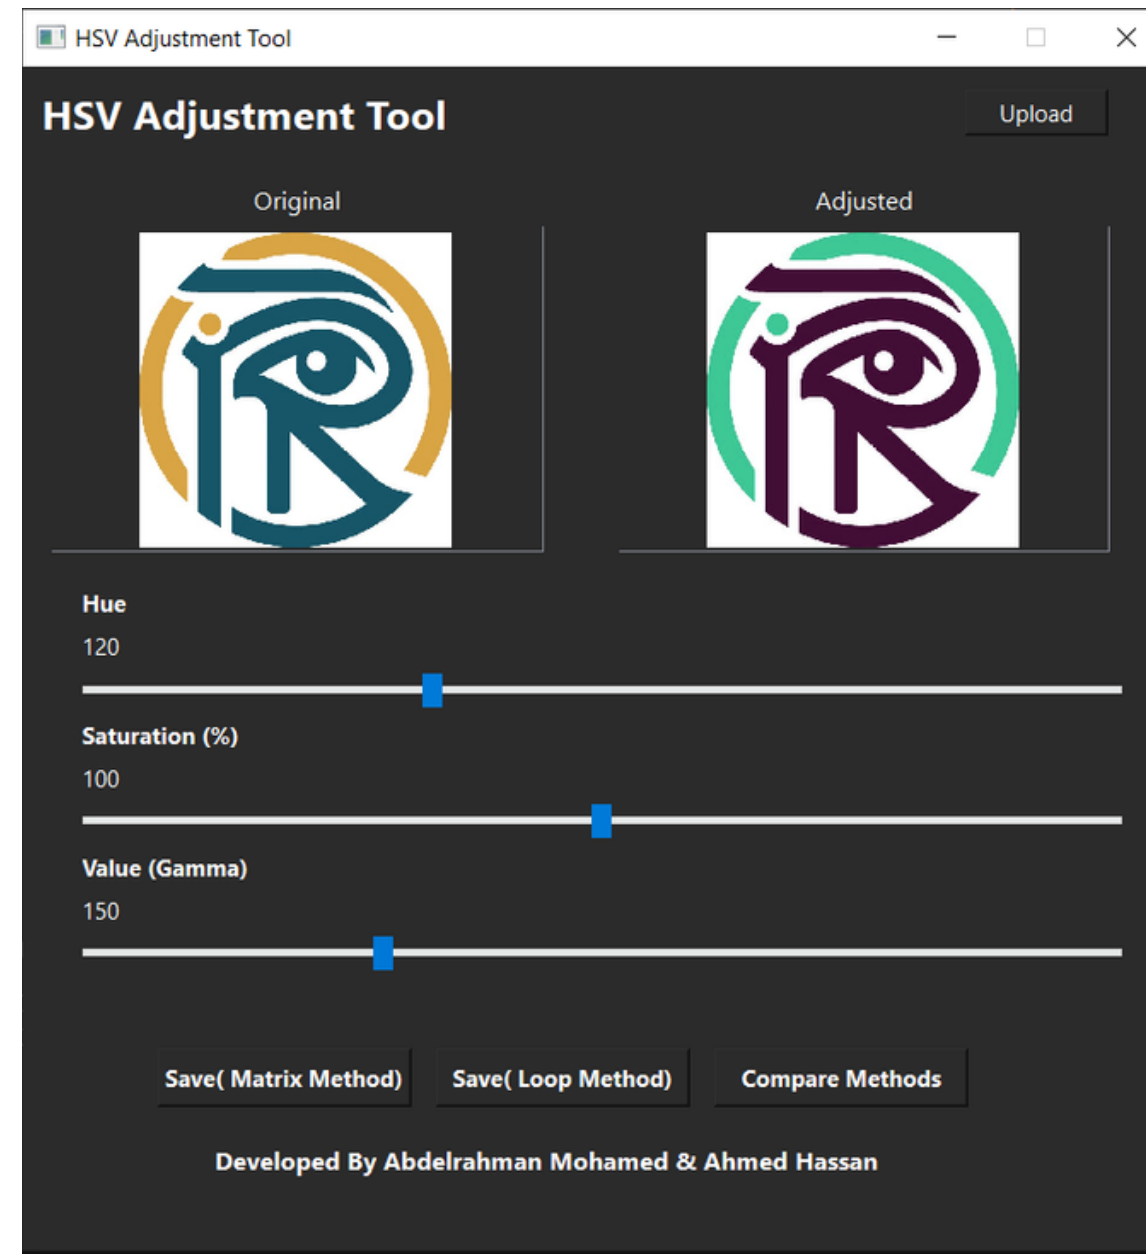 HSV Adjustment Tool
HSV Adjustment Tool
Upload
Original
Adjusted
Hue
120
Saturation (%)
100
Value (Gamma)
150
Save( Matrix Method)
Save( Loop Method)
Compare Methods
Developed By Abdelrahman Mohamed & Ahmed Hassan